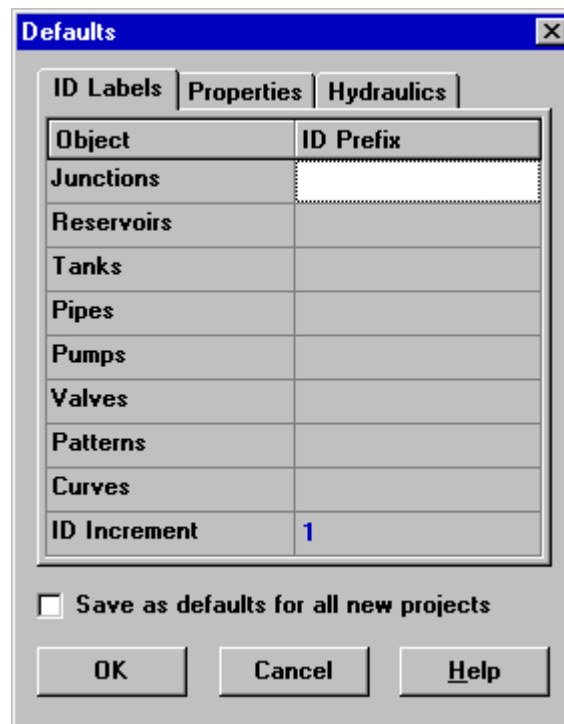 Defaults
ID Labels Properties Hydraulics
Object ID Prefix
Junctions
Reservoirs
Tanks
Pipes
Pumps
Valves
Patterns
Curves
ID Increment 1
Save as defaults for all new projects
OK Cancel Help